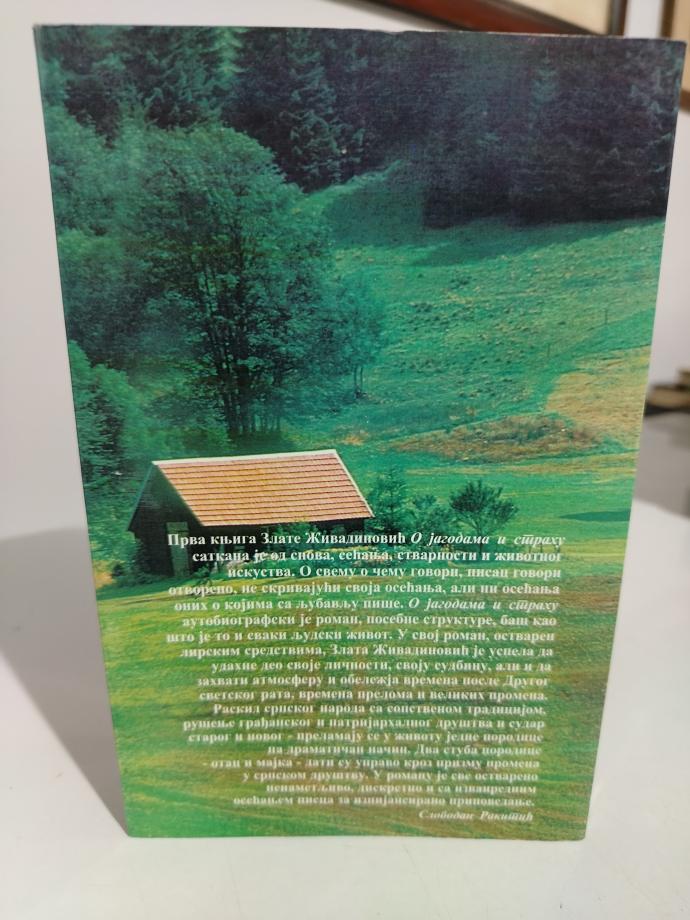 Прва књига Злате Живадиновић О јагодама и страху
саткана је од снова, сећања, стварности и животног
искуства. О свему о чему говори, писац говори
отворено, не скривајући своја осећања, али ни осећања
оних о којима са љубављу пише. О јагодама и страху
аутобиографски је роман, посебне структуре, баш као
што је то и сваки људски живот. У свој роман, остварен
лирским средствима, Злата Живадиновић је успела да
удахне део своје личности, своју судбину, али и да
захвати атмосферу и обележја времена после Другог
светског рата, времена прелома и великих промена.
Раскид српског народа са сопственом традицијом,
рушење грађанског и патријархалног друштва и судар
старог и новог - преламају се у животу једне породице
на драматичан начин. Два стуба породице
- отац и мајка - дати су управо кроз призму промена
у српском друштву. У роману је све остварено
ненаметљиво, дискретно и са изванредним
осећањем писца за изнијансирано приповедање.
Слободан Ракитић